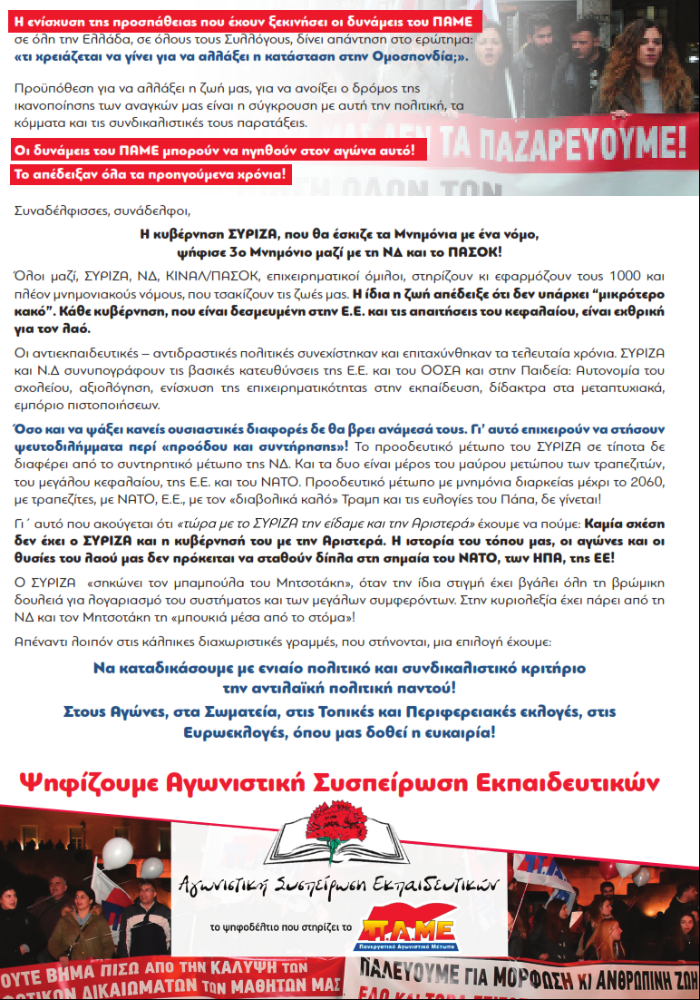 Η ενίσχυση της προσπάθειας που έχουν ξεκινήσει οι δυνάμεις του ΠΑΜΕ
σε όλη την Ελλάδα, σε όλους τους Συλλόγους, δίνει απάντηση στο ερώτημα:
«τι χρειάζεται να γίνει για να αλλάξει η κατάσταση στην Ομοσπονδία;».
Προϋπόθεση για να αλλάξει η ζωή μας, για να ανοίξει ο δρόμος της
ικανοποίησης των αναγκών μας είναι η σύγκρουση με αυτή την πολιτική, τα
κόμματα και τις συνδικαλιστικές τους παρατάξεις.
ΔΕΝ ΤΑ ΠΑΖΑΡΕΥΟΥΜΕ!
Οι δυνάμεις του ΠΑΜΕ μπορούν να ηγηθούν στον αγώνα αυτό!
Το απέδειξαν όλα τα προηγούμενα χρόνια!
ΟΛΩΝ ΤΩΝ
Συναδέλφισσες, συνάδελφοι,
Η κυβέρνηση ΣΥΡΙΖΑ, που θα έσκιζε τα Μνημόνια με ένα νόμο,
ψήφισε 3ο Μνημόνιο μαζί με τη ΝΔ και το ΠΑΣΟΚ!
Όλοι μαζί, ΣΥΡΙΖΑ, ΝΔ, ΚΙΝΑΛ/ΠΑΣΟΚ, επιχειρηματικοί όμιλοι, στηρίζουν κι εφαρμόζουν τους 1000 και
πλέον μνημονιακούς νόμους, που τσακίζουν τις ζωές μας. Η ίδια η ζωή απέδειξε ότι δεν υπάρχει “μικρότερο
κακό”. Κάθε κυβέρνηση, που είναι δεσμευμένη στην Ε.Ε. και τις απαιτήσεις του κεφαλαίου, είναι εχθρική
για τον λαό.
Οι αντιεκπαιδευτικές – αντιδραστικές πολιτικές συνεχίστηκαν και επιταχύνθηκαν τα τελευταία χρόνια. ΣΥΡΙΖΑ
και Ν.Δ συνυπογράφουν τις βασικές κατευθύνσεις της Ε.Ε. και του ΟΟΣΑ και στην Παιδεία: Αυτονομία του
σχολείου, αξιολόγηση, ενίσχυση της επιχειρηματικότητας στην εκπαίδευση, δίδακτρα στα μεταπτυχιακά,
εμπόριο πιστοποιήσεων.
Όσο και να ψάξει κανείς ουσιαστικές διαφορές δε θα βρει ανάμεσά τους. Γι’ αυτό επιχειρούν να στήσουν
ψευτοδιλήμματα περί «προόδου και συντήρησης»! Το προοδευτικό μέτωπο του ΣΥΡΙΖΑ σε τίποτα δε
διαφέρει από το συντηρητικό μέτωπο της ΝΔ. Και τα δυο είναι μέρος του μαύρου μετώπου των τραπεζιτών,
του μεγάλου κεφαλαίου, της Ε.Ε. και του ΝΑΤΟ. Προοδευτικό μέτωπο με μνημόνια διαρκείας μέχρι το 2060,
με τραπεζίτες, με ΝΑΤΟ, Ε.Ε., με τον «διαβολικά καλό» Τραμπ και τις ευλογίες του Πάπα, δε γίνεται!
Γι΄ αυτό που ακούγεται ότι «τώρα με το ΣΥΡΙΖΑ την είδαμε και την Αριστερά» έχουμε να πούμε: Καμία σχέση
δεν έχει ο ΣΥΡΙΖΑ και η κυβέρνησή του με την Αριστερά. Η ιστορία του τόπου μας, οι αγώνες και οι
θυσίες του λαού μας δεν πρόκειται να σταθούν δίπλα στη σημαία του ΝΑΤΟ, των ΗΠΑ, της ΕΕ!
Ο ΣΥΡΙΖΑ «σηκώνει τον μπαμπούλα του Μητσοτάκη», όταν την ίδια στιγμή έχει βγάλει όλη τη βρώμικη
δουλειά για λογαριασμό του συστήματος και των μεγάλων συμφερόντων. Στην κυριολεξία έχει πάρει από τη
ΝΔ και τον Μητσοτάκη τη «μπουκιά μέσα από το στόμα»!
Απέναντι λοιπόν στις κάλπικες διαχωριστικές γραμμές, που στήνονται, μια επιλογή έχουμε:
Να καταδικάσουμε με ενιαίο πολιτικό και συνδικαλιστικό κριτήριο
την αντιλαϊκή πολιτική παντού!
Στους Αγώνες, στα Σωματεία, στις Τοπικές και Περιφερειακές εκλογές, στις
Ευρωεκλογές, όπου μας δοθεί η ευκαιρία!
Ψηφίζουμε Αγωνιστική Συσπείρωση Εκπαιδευτικών
Αγωνιστική Συσπείρωση Εκπαιδευτικών
το ψηφοδέλτιο που στηρίζει το
Π.Α.ΜΕ
Πανεργατικό Αγωνιστικό Μέτωπο
Π.Α.Μ
ΟΥΤΕ ΒΗΜΑ ΠΙΣΩ ΑΠΟ ΤΗΝ ΚΑΛΥΨΗ ΤΩΝ
ΔΙΚΑΙΩΜΑΤΩΝ ΤΩΝ ΜΑΘΗΤΩΝ ΜΑΣ
ΠΑΛΕΥΟΥΜΕ ΓΙΑ ΜΟΡΦΩΣΗ ΚΙ ΑΝΘΡΩΠΙΝΗ ΖΩΗ
ΕΔΩ ΚΑΙ ΤΩΡΑ